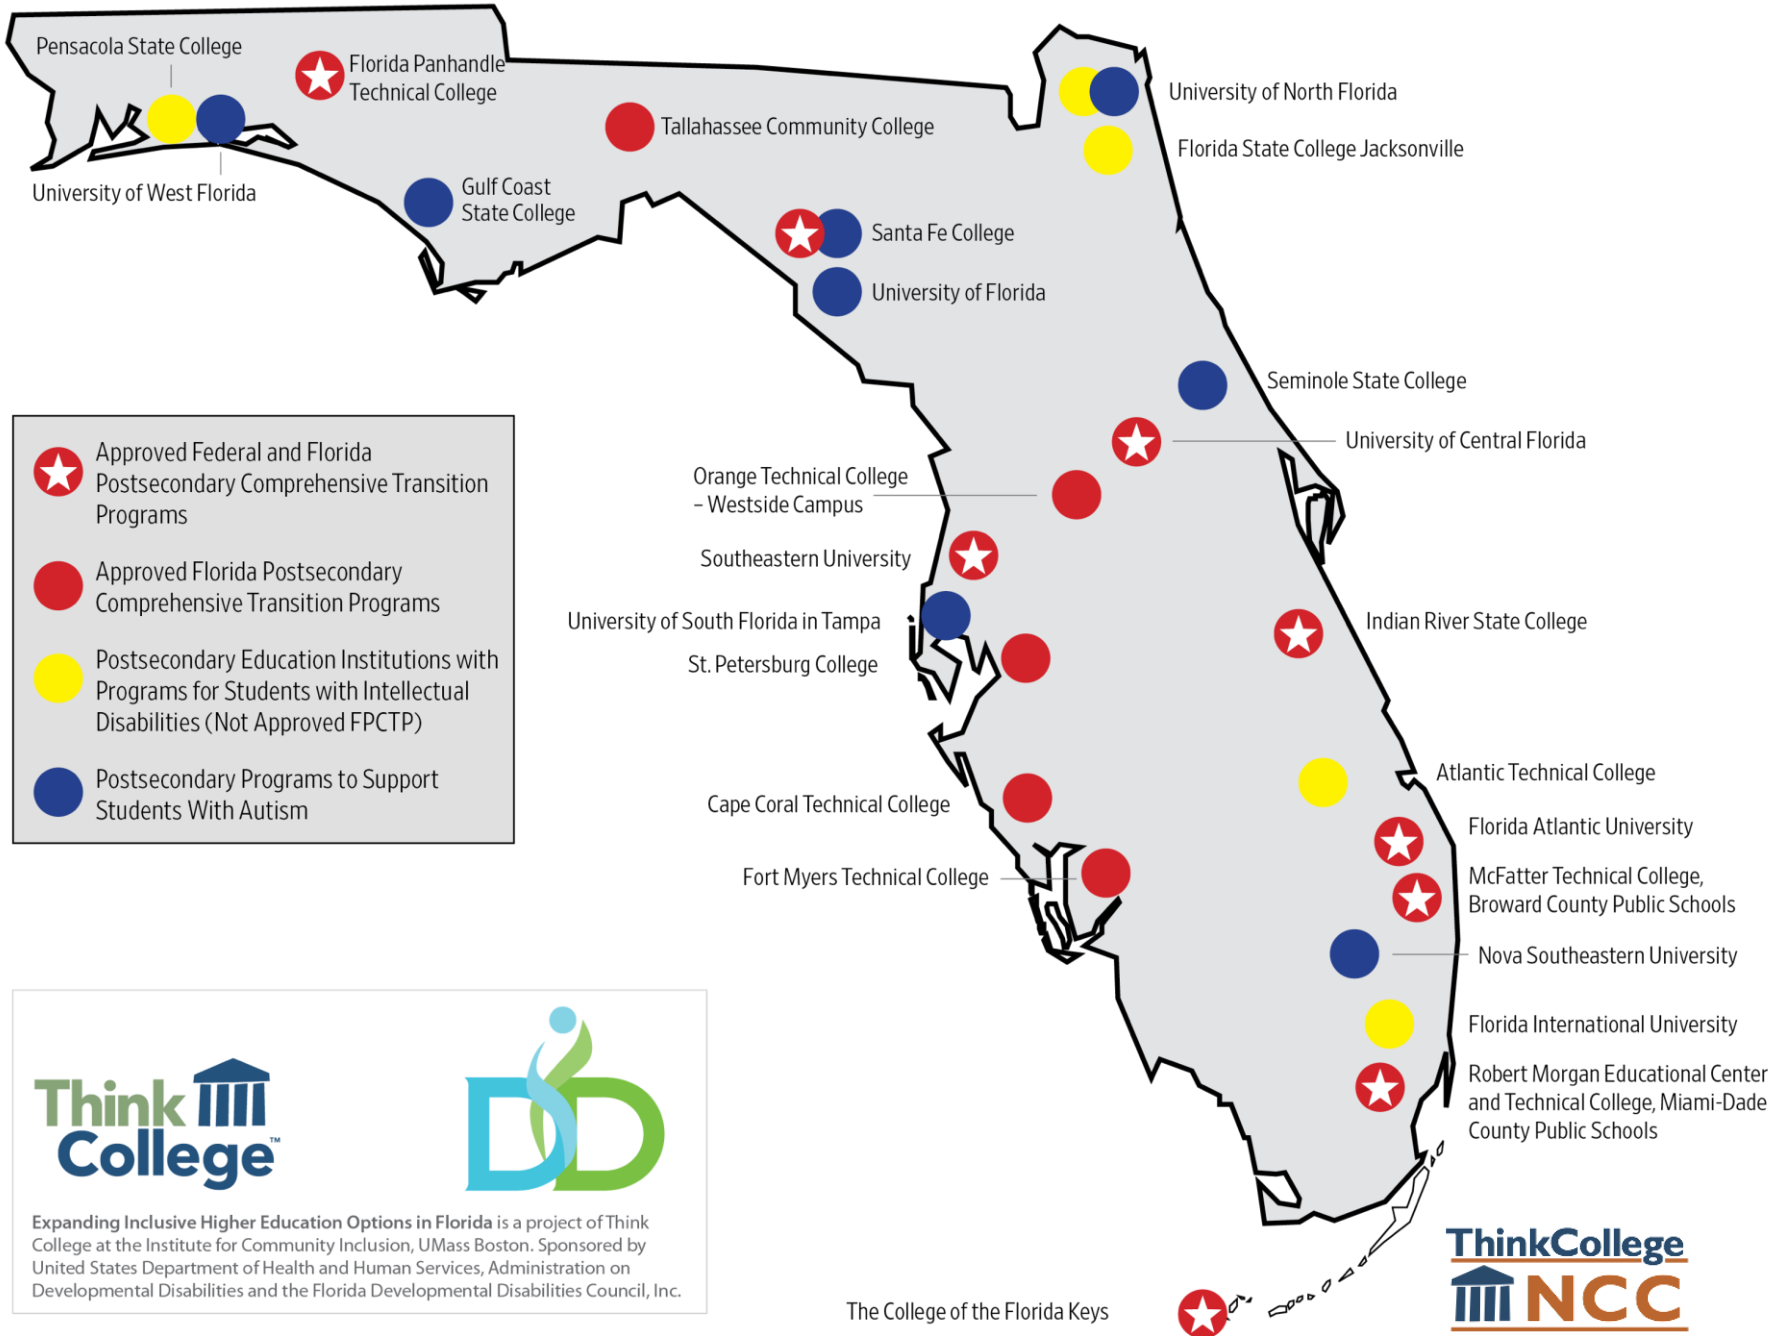 Pensacola State College
Florida Panhandle
Technical College
University of North Florida
Tallahassee Community College
Florida State College Jacksonville
University of West Florida
Gulf Coast
State College
Santa Fe College
University of Florida
Seminole State College
University of Central Florida
Orange Technical College
– Westside Campus
Southeastern University
University of South Florida in Tampa
St. Petersburg College
Indian River State College
Cape Coral Technical College
Fort Myers Technical College
Atlantic Technical College
Florida Atlantic University
McFatter Technical College,
Broward County Public Schools
Nova Southeastern University
Florida International University
Robert Morgan Educational Center
and Technical College, Miami-Dade
County Public Schools
The College of the Florida Keys
Approved Federal and Florida
Postsecondary Comprehensive Transition
Programs
Approved Florida Postsecondary
Comprehensive Transition Programs
Postsecondary Education Institutions with
Programs for Students with Intellectual
Disabilities (Not Approved FPCTP)
Postsecondary Programs to Support
Students With Autism
Think
College™
DD
Expanding Inclusive Higher Education Options in Florida is a project of Think
College at the Institute for Community Inclusion, UMass Boston. Sponsored by
United States Department of Health and Human Services, Administration on
Developmental Disabilities and the Florida Developmental Disabilities Council, Inc.
ThinkCollege
NCC